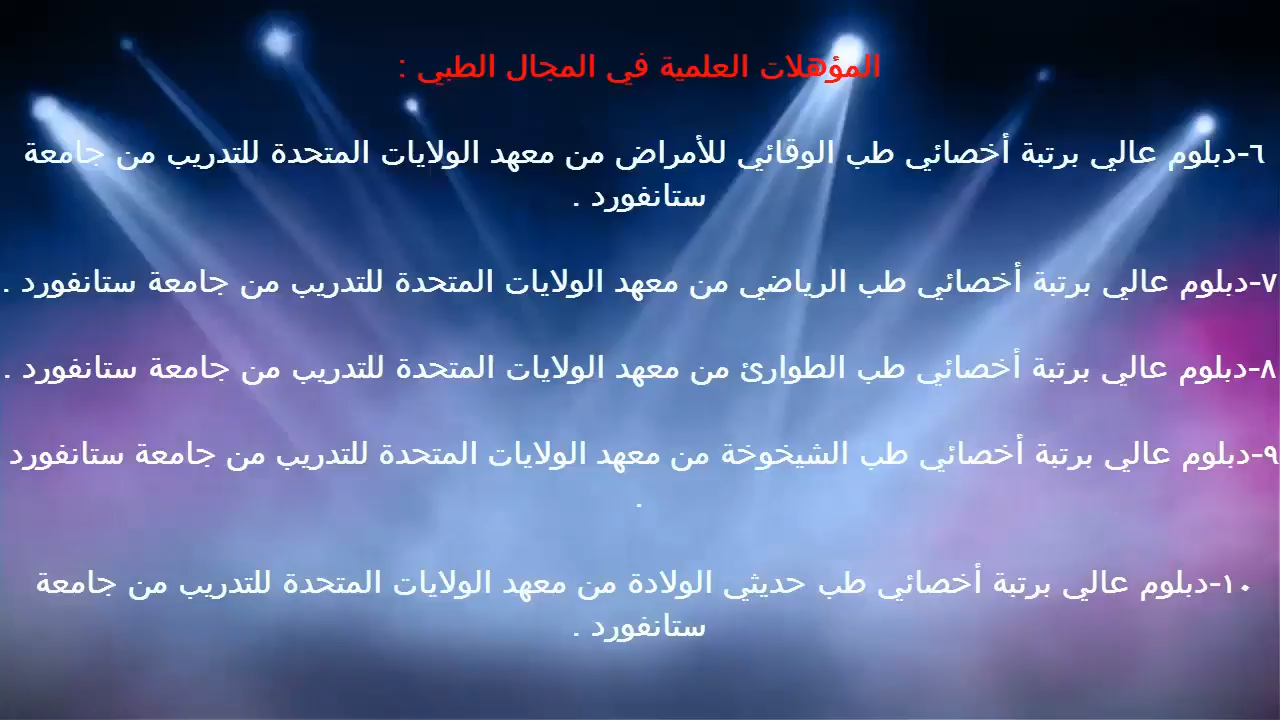 المؤهلات العلمية في المجال الطبي :
٦-دبلوم عالي برتبة أخصائي طب الوقائي للأمراض من معهد الولايات المتحدة للتدريب من جامعة
ستانفورد .
٧-دبلوم عالي برتبة أخصائي طب الرياضي من معهد الولايات المتحدة للتدريب من جامعة ستانفورد .
٨-دبلوم عالي برتبة أخصائي طب الطوارئ من معهد الولايات المتحدة للتدريب من جامعة ستانفورد .
٩-دبلوم عالي برتبة أخصائي طب الشيخوخة من معهد الولايات المتحدة للتدريب من جامعة ستانفورد
.
١٠-دبلوم عالي برتبة أخصائي طب حديثي الولادة من معهد الولايات المتحدة للتدريب من جامعة
ستانفورد .